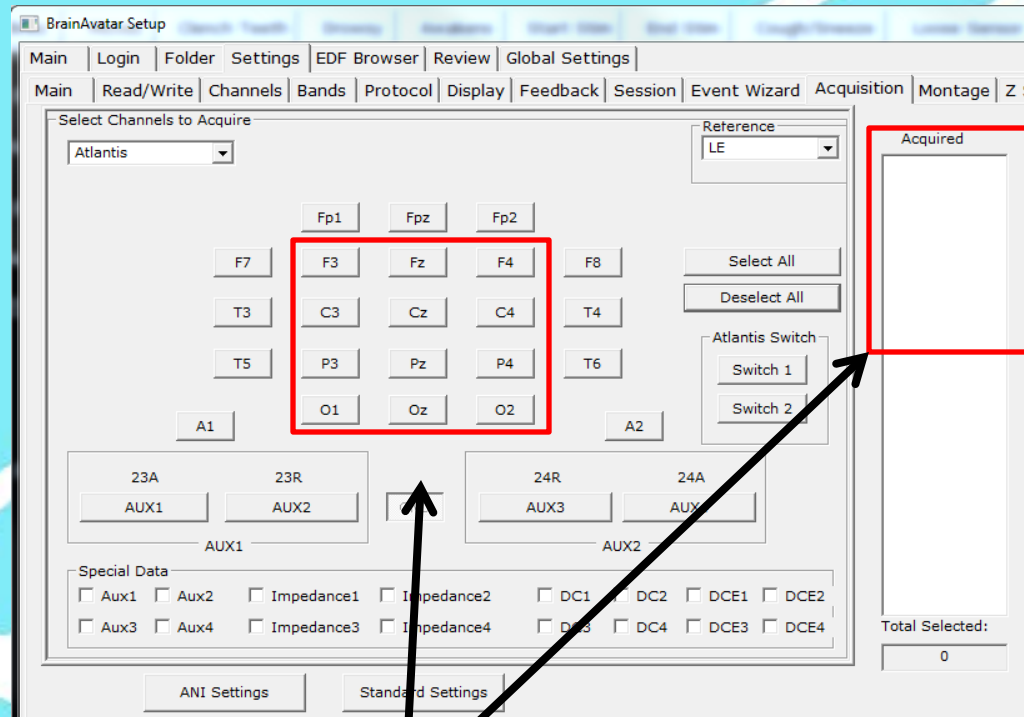 BrainAvatar Setup
Main Login Folder Settings EDF Browser Review Global Settings
Main Read/Write Channels Bands Protocol Display Feedback Session Event Wizard Acquisition Montage Z
Select Channels to Acquire
Reference
Acquired
Atlantis
LE
Fp1 Fpz Fp2
F7 F3 Fz F4 F8
Select All
Deselect All
T3 C3 Cz C4 T4
Atlantis Switch
T5 P3 Pz P4 T6
Switch 1
O1 Oz O2
Switch 2
A1 A2
23A 23R 24R 24A
AUX1 AUX2 AUX3
AUX1 AUX2
Special Data
Aux1 Aux2 Impedance1 Impedance2 DC1 DC2 DCE1 DCE2
Aux3 Aux4 Impedance3 Impedance4 DC3 DC4 DCE3 DCE4
Total Selected:
0
ANI Settings Standard Settings